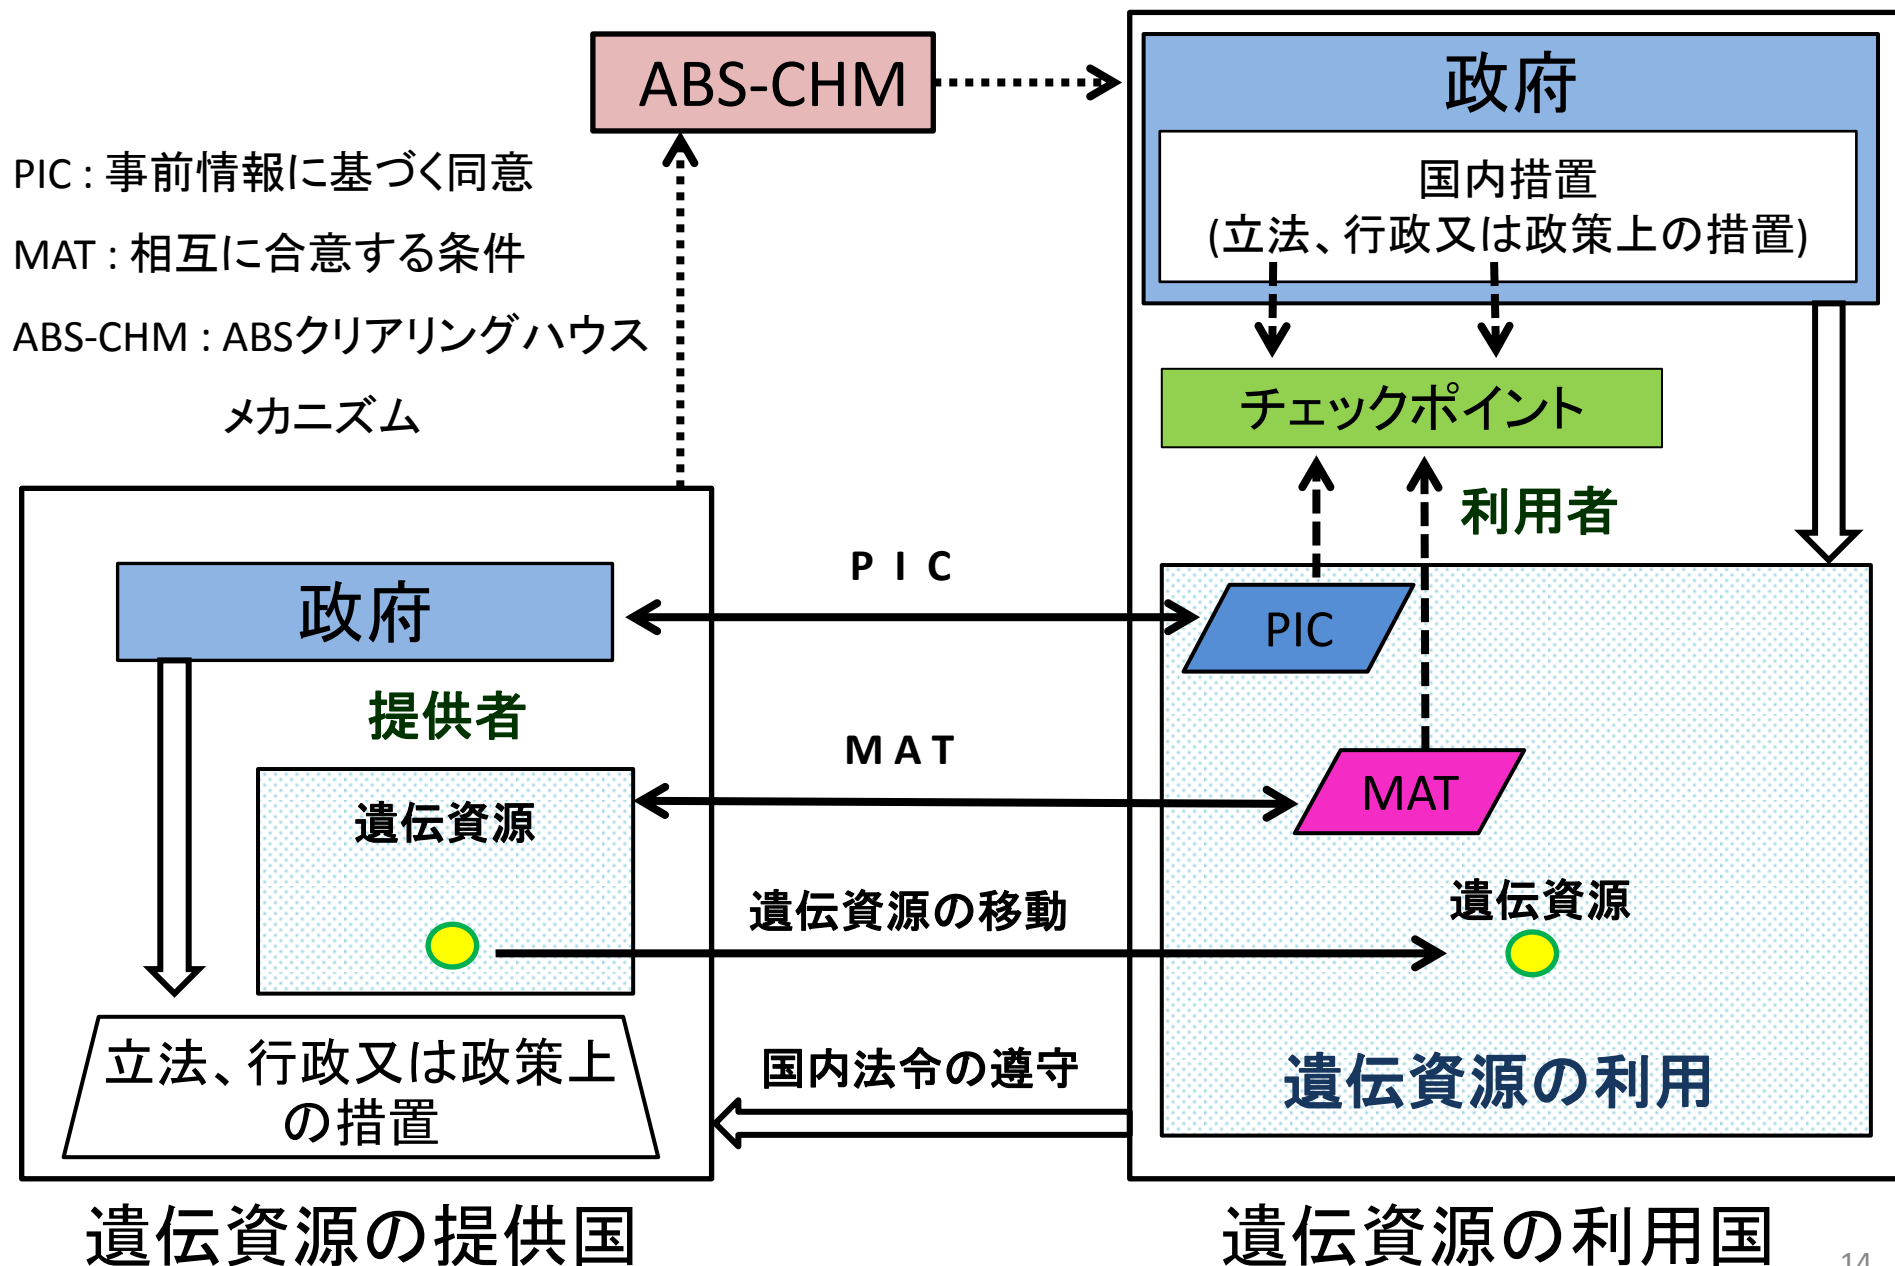 ABS-CHM
政府
国内措置
(立法、行政又は政策上の措置)
PIC : 事前情報に基づく同意
MAT : 相互に合意する条件
ABS-CHM : ABSクリアリングハウス
メカニズム
チェックポイント
利用者
政府
P I C
PIC
提供者
M A T
MAT
遺伝資源
遺伝資源の移動
遺伝資源
立法、行政又は政策上
の措置
国内法令の遵守
遺伝資源の利用
遺伝資源の提供国
遺伝資源の利用国
14